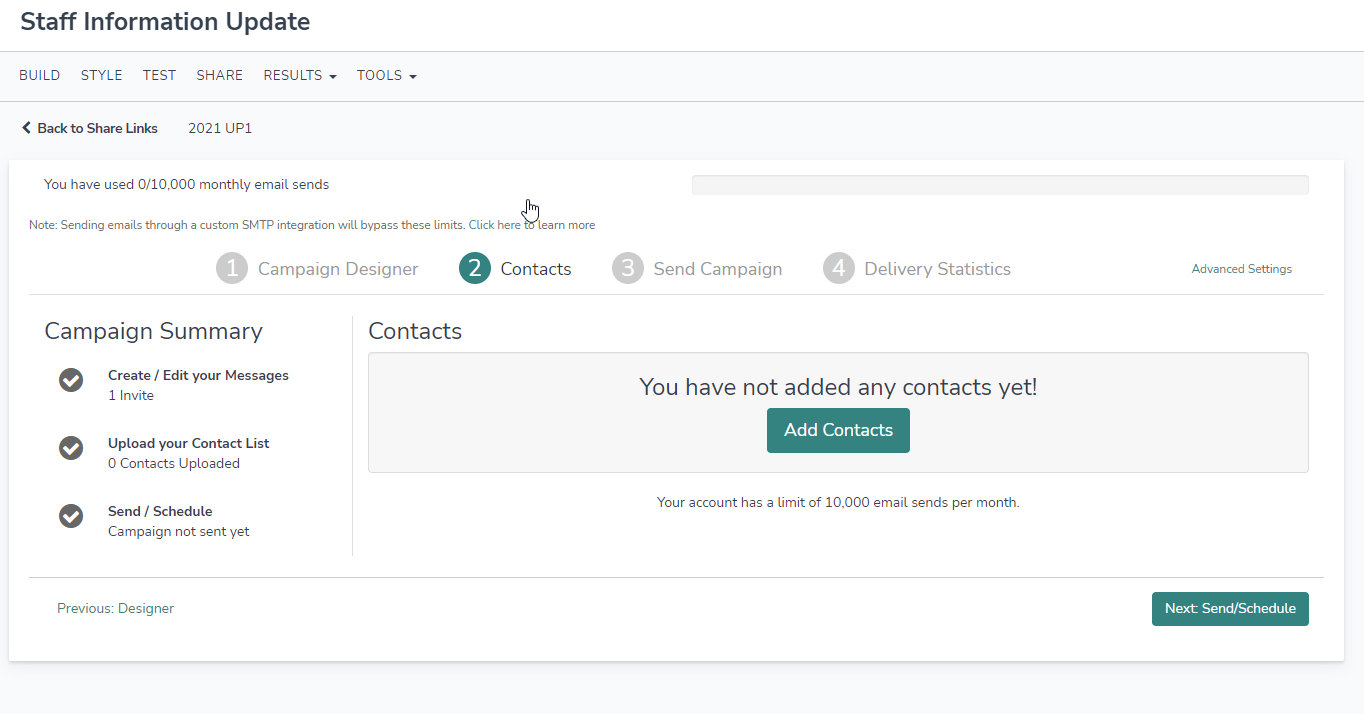 Staff Information Update
BUILD STYLE TEST SHARE RESULTS TOOLS
Back to Share Links 2021 UP1
You have used 0/10,000 monthly email sends
Note: Sending emails through a custom SMTP integration will bypass these limits. Click here to learn more
1 Campaign Designer 2 Contacts 3 Send Campaign 4 Delivery Statistics Advanced Settings
Campaign Summary
Create / Edit your Messages
1 Invite
Upload your Contact List
0 Contacts Uploaded
Send / Schedule
Campaign not sent yet
Contacts
You have not added any contacts yet!
Add Contacts
Your account has a limit of 10,000 email sends per month.
Previous: Designer
Next: Send/Schedule